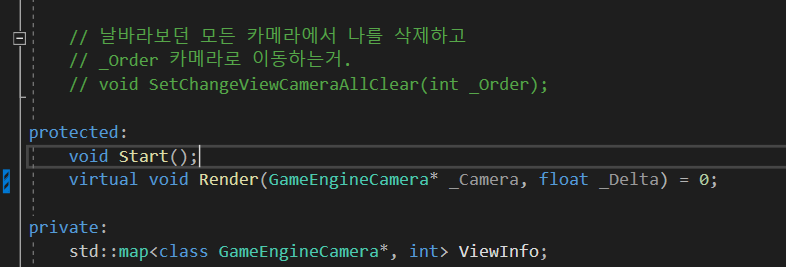 // 날바라보던 모든 카메라에서 나를 삭제하고
// _Order 카메라로 이동하는거.
// void SetChangeViewCameraAllClear(int _Order);
protected:
void Start();
virtual void Render(GameEngineCamera* _Camera, float _Delta) = 0;
private:
std::map<class GameEngineCamera*, int> ViewInfo;